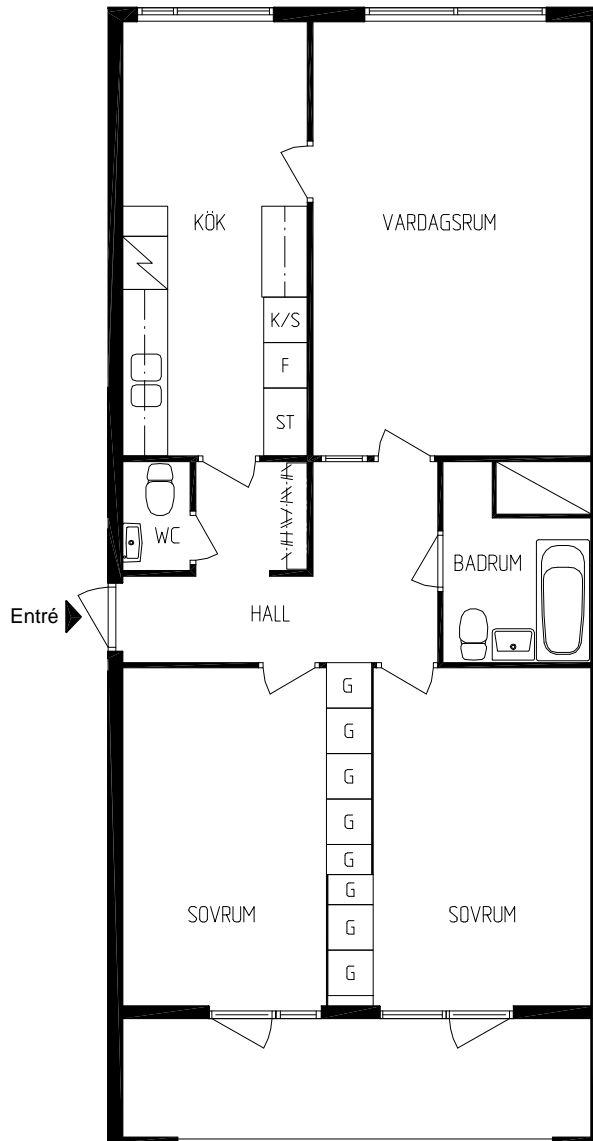 KÖK
VARDAGSRUM
K/S
F
ST
WC
BADRUM
Entré
HALL
G
G
G
G
G
G
G
G
SOVRUM
SOVRUM